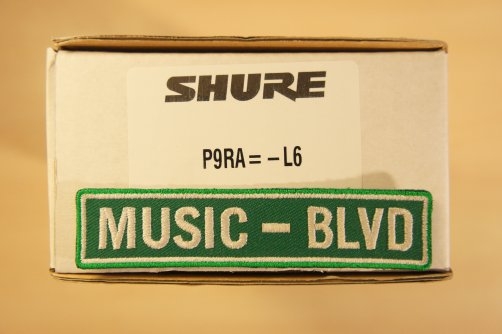 SHURE
P9RA= -L6
MUSIC - BLVD